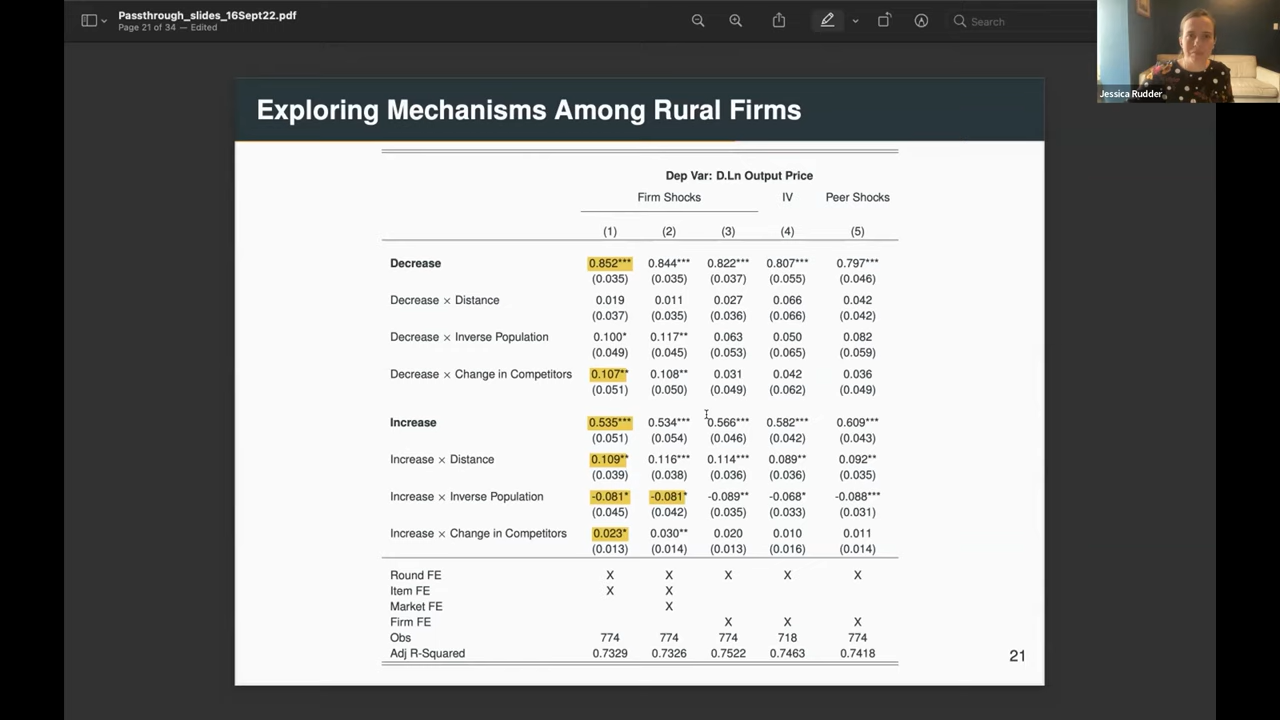 Passthrough_slides_16Sept22.pdf
Page 21 of 34 — Edited
Search
Jessica Rudder
Exploring Mechanisms Among Rural Firms
Dep Var: D.Ln Output Price
Firm Shocks IV Peer Shocks
(1) (2) (3) (4) (5)
Decrease 0.852*** 0.844*** 0.822*** 0.807*** 0.797***
(0.035) (0.035) (0.037) (0.055) (0.046)
Decrease × Distance 0.019 0.011 0.027 0.066 0.042
(0.037) (0.035) (0.036) (0.066) (0.042)
Decrease × Inverse Population 0.100* 0.117** 0.063 0.050 0.082
(0.049) (0.045) (0.053) (0.065) (0.059)
Decrease × Change in Competitors 0.107** 0.108** 0.031 0.042 0.036
(0.051) (0.050) (0.049) (0.062) (0.049)
Increase 0.535*** 0.534*** 0.566*** 0.582*** 0.609***
(0.051) (0.054) (0.046) (0.042) (0.043)
Increase × Distance 0.109** 0.116*** 0.114*** 0.089** 0.092**
(0.039) (0.038) (0.036) (0.036) (0.035)
Increase × Inverse Population -0.081* -0.081* -0.089** -0.068* -0.088***
(0.045) (0.042) (0.035) (0.033) (0.031)
Increase × Change in Competitors 0.023* 0.030** 0.020 0.010 0.011
(0.013) (0.014) (0.013) (0.016) (0.014)
Round FE X X X X X
Item FE X X
Market FE X
Firm FE X X X
Obs 774 774 774 718 774
Adj R-Squared 0.7329 0.7326 0.7522 0.7463 0.7418
21